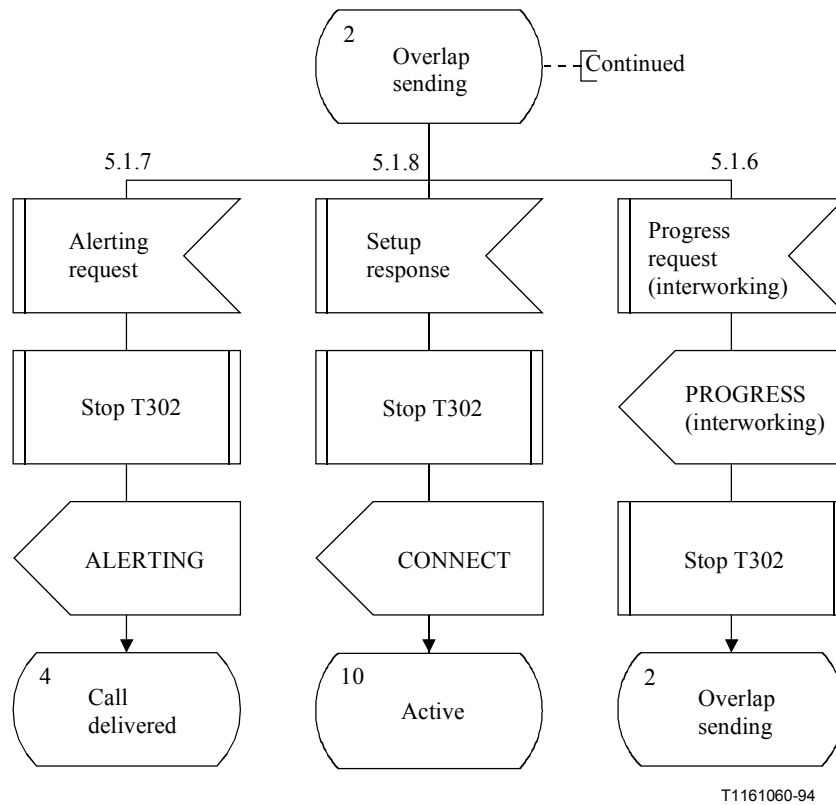 2
Overlap
sending
Continued
5.1.7
5.1.8
5.1.6
Alerting
request
Setup
response
Progress
request
(interworking)
Stop T302
Stop T302
PROGRESS
(interworking)
ALERTING
CONNECT
Stop T302
4
Call
delivered
10
Active
2
Overlap
sending
T1161060-94